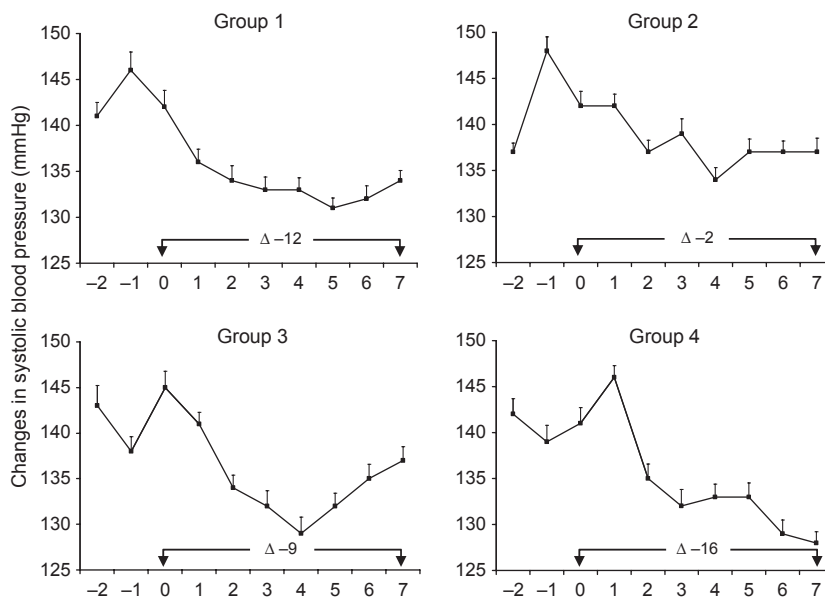 Changes in systolic blood pressure (mmHg)
Group 1
150
145
140
135
130
125
Δ –12
–2 –1 0 1 2 3 4 5 6 7
Group 2
150
145
140
135
130
125
Δ –2
–2 –1 0 1 2 3 4 5 6 7
Group 3
150
145
140
135
130
125
Δ –9
–2 –1 0 1 2 3 4 5 6 7
Group 4
150
145
140
135
130
125
Δ –16
–2 –1 0 1 2 3 4 5 6 7